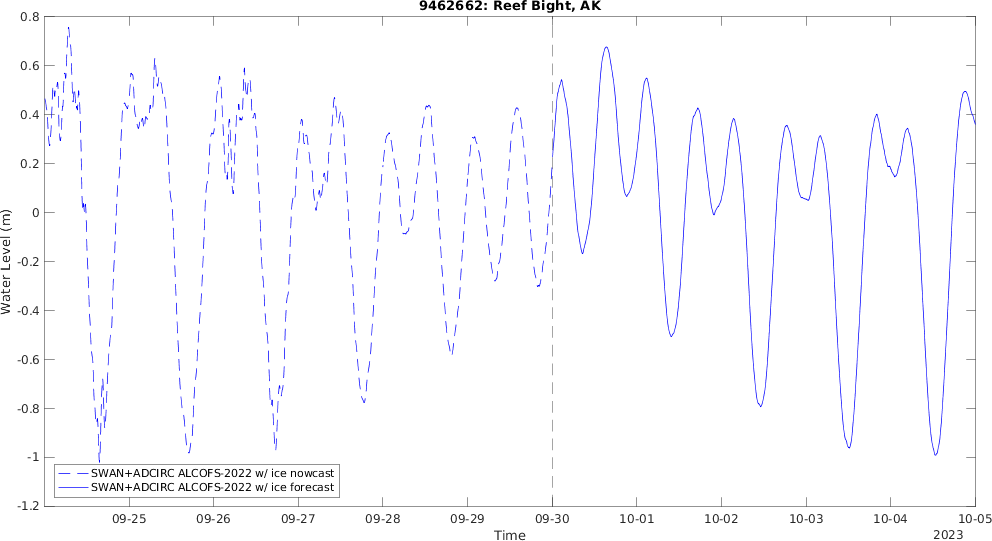 9462662: Reef Bight, AK
0.8
0.6
0.4
0.2
0
-0.2
-0.4
-0.6
-0.8
-1
-1.2
Water Level (m)
SWAN+ADCIRC ALCOFS-2022 w/ ice nowcast
SWAN+ADCIRC ALCOFS-2022 w/ ice forecast
09-25 09-26 09-27 09-28 09-29 09-30 10-01 10-02 10-03 10-04 10-05
Time
2023